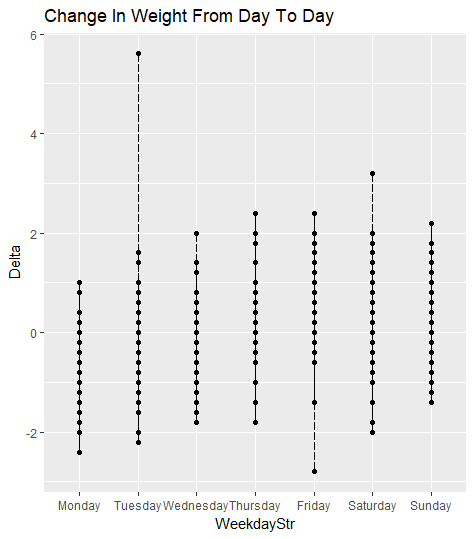 Change In Weight From Day To Day
6
4
2
0
-2
Delta
Monday Tuesday Wednesday Thursday Friday Saturday Sunday
WeekdayStr